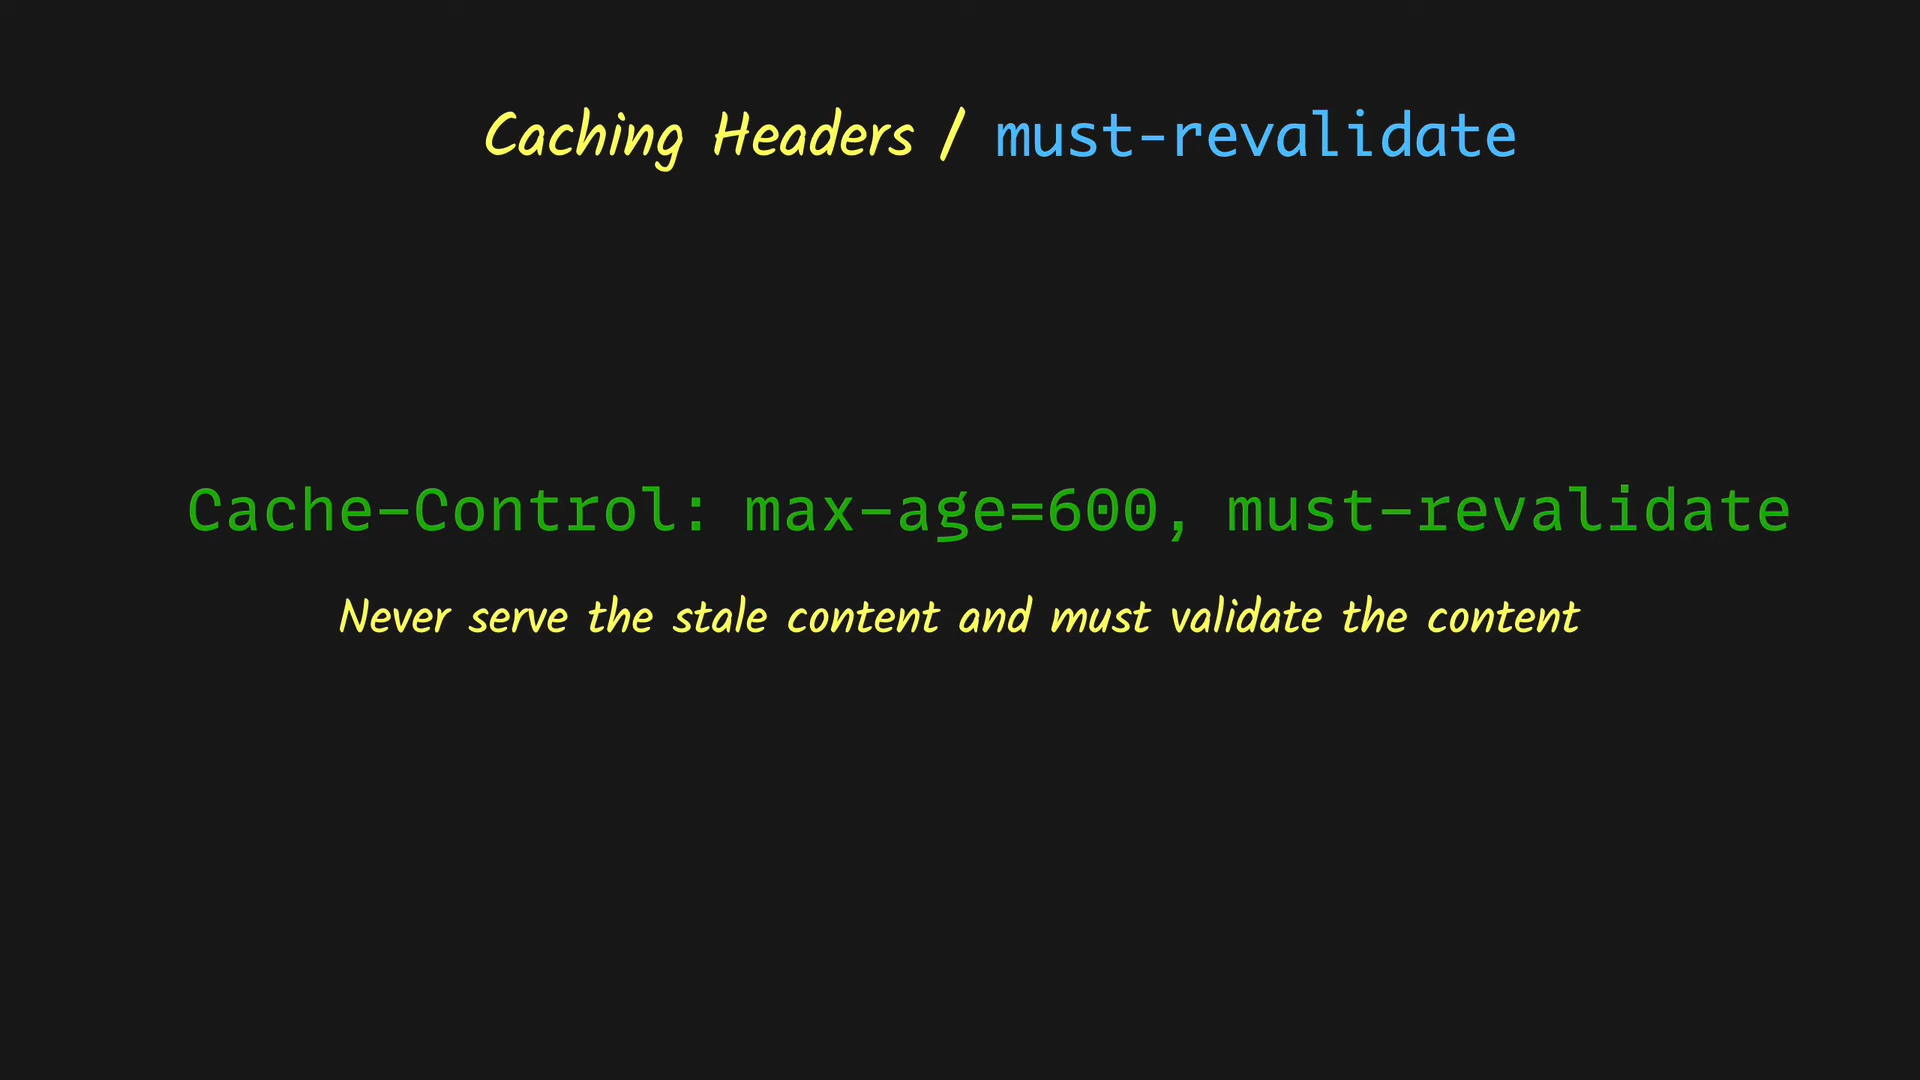 Caching Headers / must-revalidate
Cache-Control: max-age=600, must-revalidate
Never serve the stale content and must validate the content